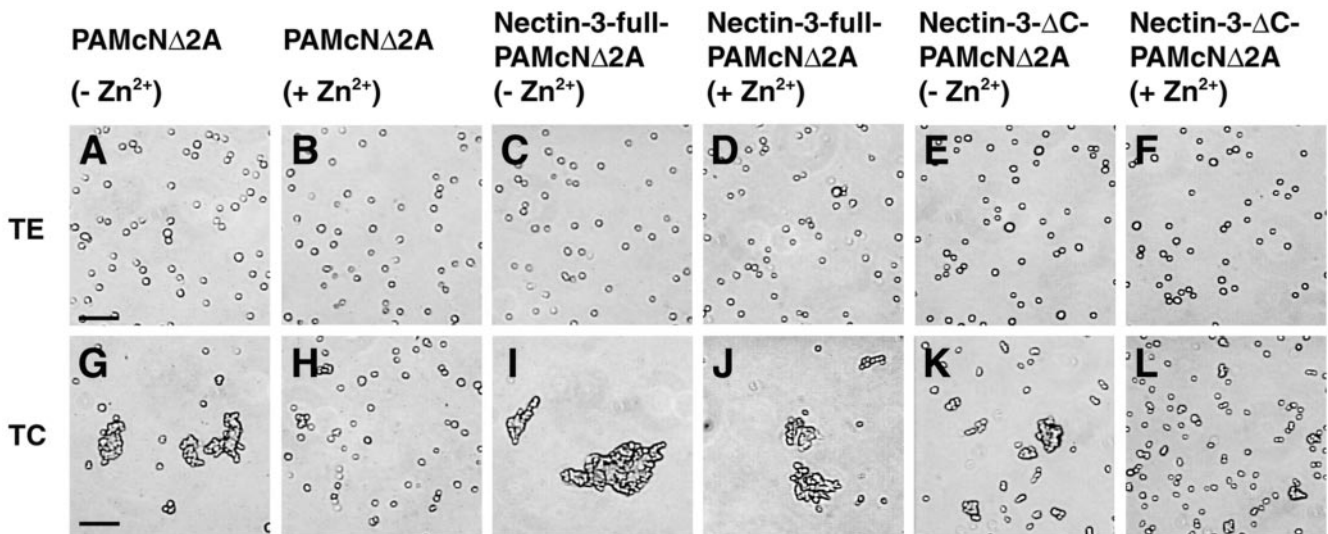 PAMcNΔ2A
(- Zn²⁺)
PAMcNΔ2A
(+ Zn²⁺)
Nectin-3-full-
PAMcNΔ2A
(- Zn²⁺)
Nectin-3-full-
PAMcNΔ2A
(+ Zn²⁺)
Nectin-3-ΔC-
PAMcNΔ2A
(- Zn²⁺)
Nectin-3-ΔC-
PAMcNΔ2A
(+ Zn²⁺)
TE
A
B
C
D
E
F
TC
G
H
I
J
K
L